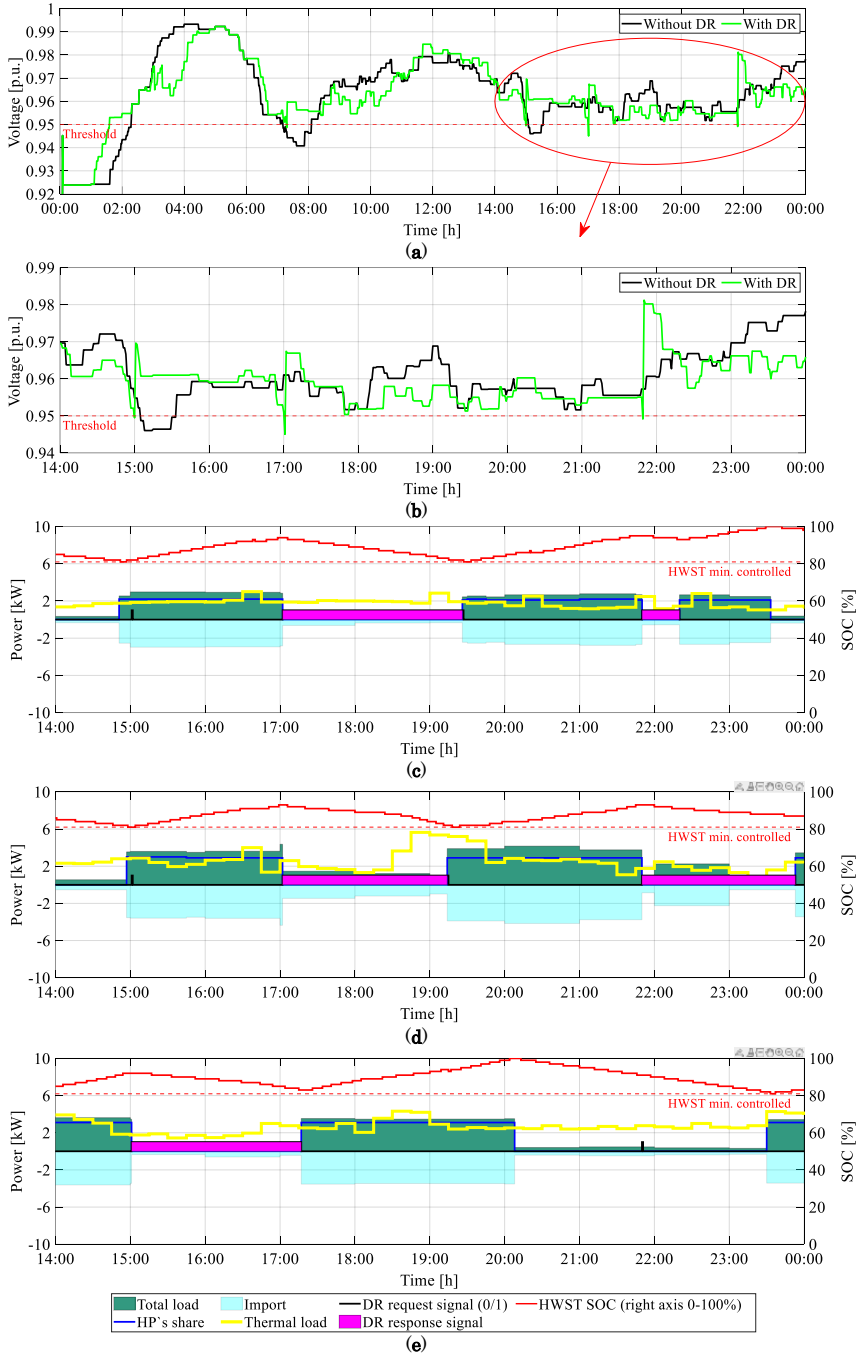 Without DR With DR
Voltage [p.u.]
1
0.99
0.98
0.97
0.96
0.95
0.94
0.93
0.92
Threshold
00:00 02:00 04:00 06:00 08:00 10:00 12:00 14:00 16:00 18:00 20:00 22:00 00:00
Time [h]
(a)
Without DR With DR
Voltage [p.u.]
0.99
0.98
0.97
0.96
0.95
0.94
Threshold
14:00 15:00 16:00 17:00 18:00 19:00 20:00 21:00 22:00 23:00 00:00
Time [h]
(b)
Power [kW]
10
6
2
-2
-6
-10
HWST min. controlled
100
80
60
40
20
0
SOC [%]
14:00 15:00 16:00 17:00 18:00 19:00 20:00 21:00 22:00 23:00 00:00
Time [h]
(c)
Power [kW]
10
6
2
-2
-6
-10
HWST min. controlled
100
80
60
40
20
0
SOC [%]
14:00 15:00 16:00 17:00 18:00 19:00 20:00 21:00 22:00 23:00 00:00
Time [h]
(d)
Power [kW]
10
6
2
-2
-6
-10
HWST min. controlled
100
80
60
40
20
0
SOC [%]
14:00 15:00 16:00 17:00 18:00 19:00 20:00 21:00 22:00 23:00 00:00
Time [h]
Total load Import DR request signal (0/1) HWST SOC (right axis 0-100%)
HP`s share Thermal load DR response signal
(e)